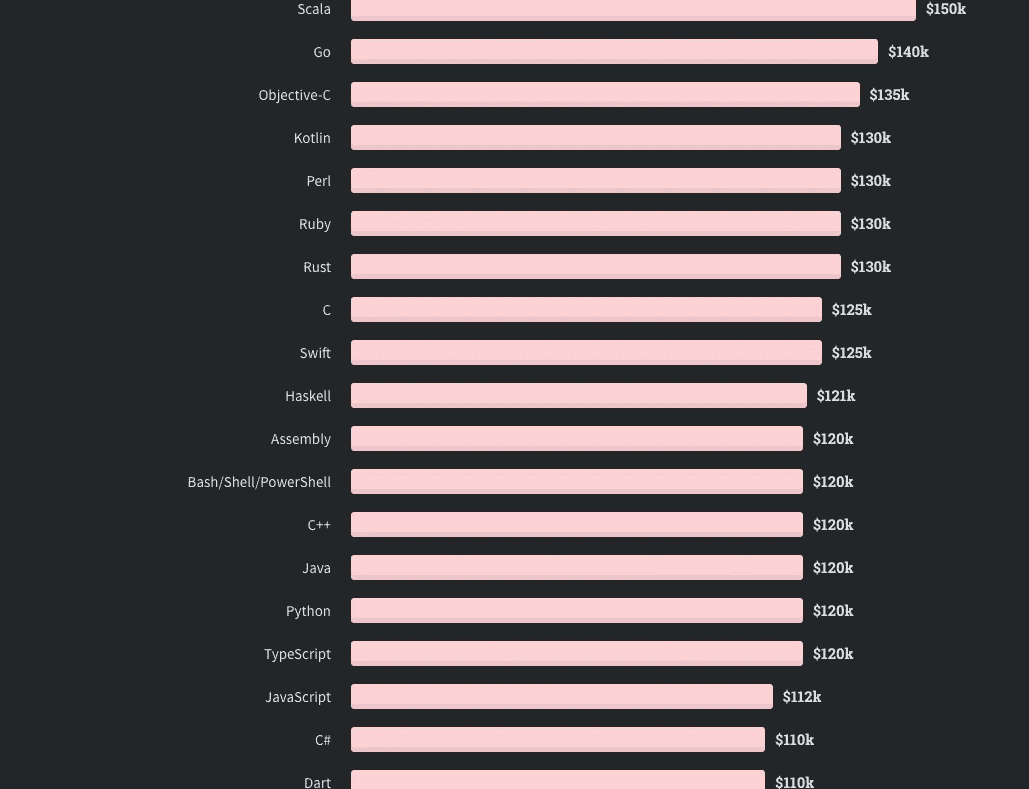 Scala $150k
Go $140k
Objective-C $135k
Kotlin $130k
Perl $130k
Ruby $130k
Rust $130k
C $125k
Swift $125k
Haskell $121k
Assembly $120k
Bash/Shell/PowerShell $120k
C++ $120k
Java $120k
Python $120k
TypeScript $120k
JavaScript $112k
C# $110k
Dart $110k